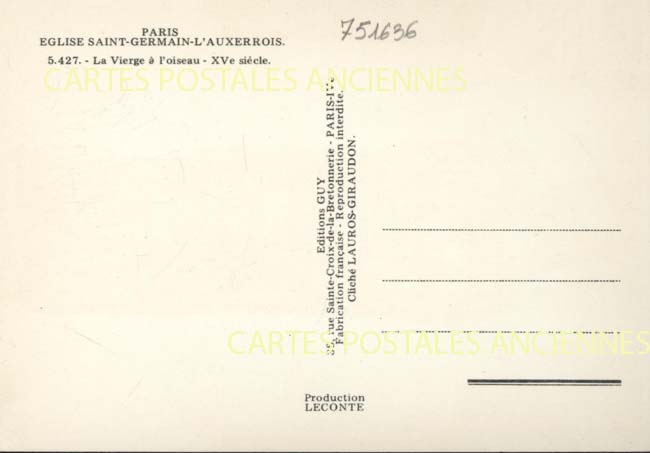 PARIS
EGLISE SAINT-GERMAIN-L'AUXERROIS.
5.427. - La Vierge à l'oiseau - XVe siécle.
751636
CARTES POSTALES ANCIENNES
Editions GUY
rue Sainte-Croix-de-la-Bretonnerie - PARIS-IVe
Fabrication française - Reproduction interdite.
Cliché LAUROS-GIRAUDON.
CARTES POSTALES ANCIENNES
Production
LECONTE